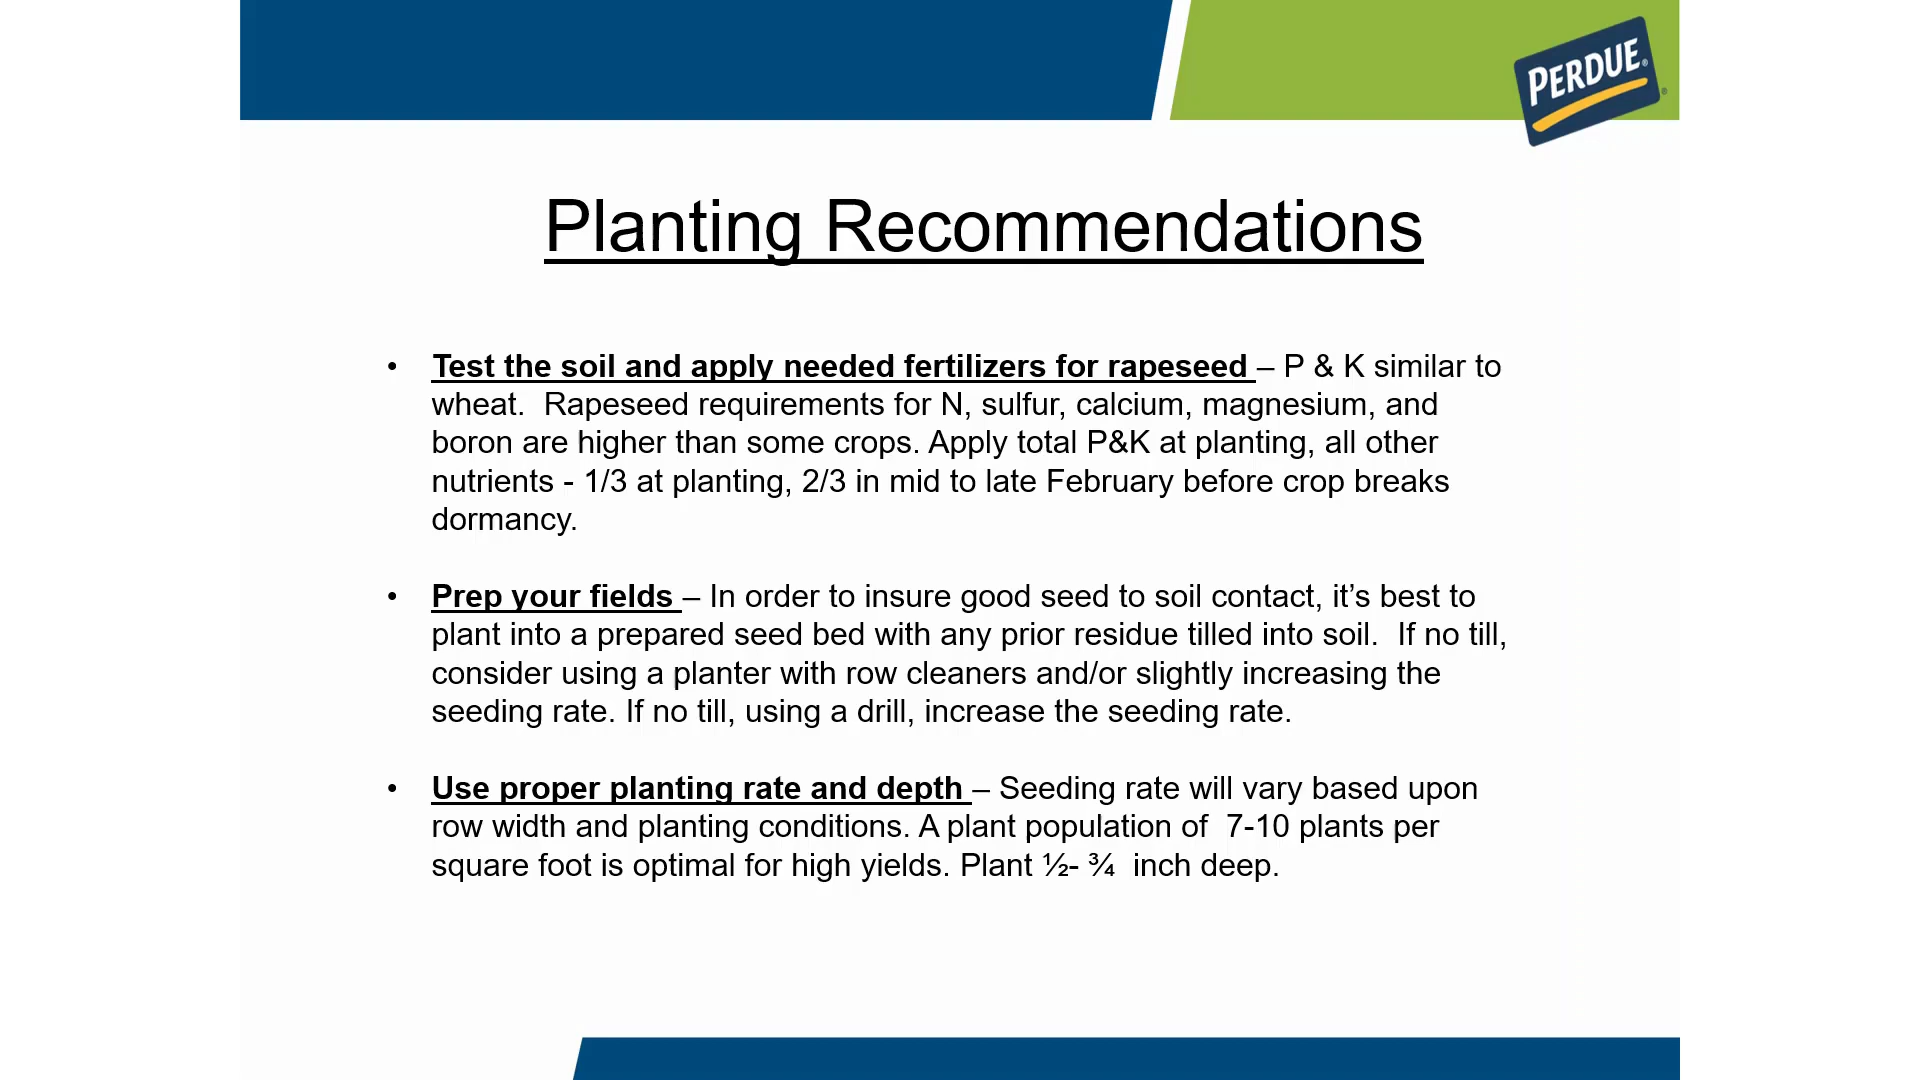 PERDUE®
Planting Recommendations
• Test the soil and apply needed fertilizers for rapeseed – P & K similar to
wheat.  Rapeseed requirements for N, sulfur, calcium, magnesium, and
boron are higher than some crops. Apply total P&K at planting, all other
nutrients - 1/3 at planting, 2/3 in mid to late February before crop breaks
dormancy.
• Prep your fields – In order to insure good seed to soil contact, it’s best to
plant into a prepared seed bed with any prior residue tilled into soil.  If no till,
consider using a planter with row cleaners and/or slightly increasing the
seeding rate. If no till, using a drill, increase the seeding rate.
• Use proper planting rate and depth – Seeding rate will vary based upon
row width and planting conditions. A plant population of  7-10 plants per
square foot is optimal for high yields. Plant ½- ¾  inch deep.